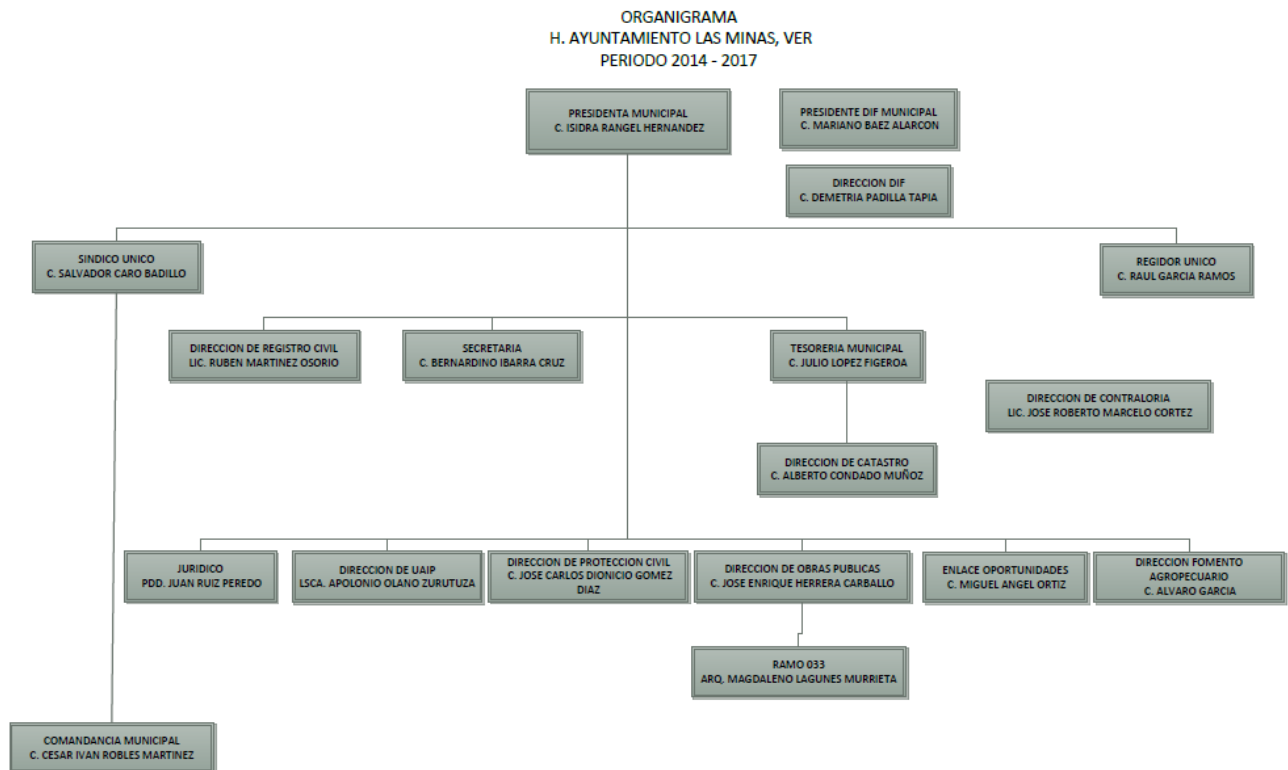 ORGANIGRAMA
H. AYUNTAMIENTO LAS MINAS, VER
PERIODO 2014 - 2017
PRESIDENTA MUNICIPAL
C. ISIDRA RANGEL HERNANDEZ
PRESIDENTE DIF MUNICIPAL
C. MARIANO BAEZ ALARCON
DIRECCION DIF
C. DEMETRIA PADILLA TAPIA
SINDICO UNICO
C. SALVADOR CARO BADILLO
REGIDOR UNICO
C. RAUL GARCIA RAMOS
DIRECCION DE REGISTRO CIVIL
LIC. RUBEN MARTINEZ OSORIO
SECRETARIA
C. BERNARDINO IBARRA CRUZ
TESORERIA MUNICIPAL
C. JULIO LOPEZ FIGEROA
DIRECCION DE CONTRALORIA
LIC. JOSE ROBERTO MARCELO CORTEZ
DIRECCION DE CATASTRO
C. ALBERTO CONDADO MUÑOZ
JURIDICO
PDD. JUAN RUIZ PEREDO
DIRECCION DE UAIP
LSCA. APOLONIO OLANO ZURUTUZA
DIRECCION DE PROTECCION CIVIL
C. JOSE CARLOS DIONICIO GOMEZ
DIAZ
DIRECCION DE OBRAS PUBLICAS
C. JOSE ENRIQUE HERRERA CARBALLO
ENLACE OPORTUNIDADES
C. MIGUEL ANGEL ORTIZ
DIRECCION FOMENTO
AGROPECUARIO
C. ALVARO GARCIA
RAMO 033
ARQ. MAGDALENO LAGUNES MURRIETA
COMANDANCIA MUNICIPAL
C. CESAR IVAN ROBLES MARTINEZ